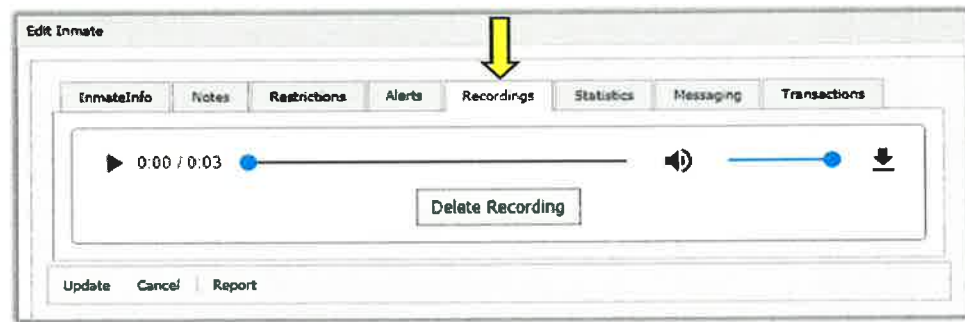 Edit Inmate
InmateInfo Notes Restrictions Alerts Recordings Statistics Messaging Transactions
0:00 / 0:03
Delete Recording
Update Cancel Report